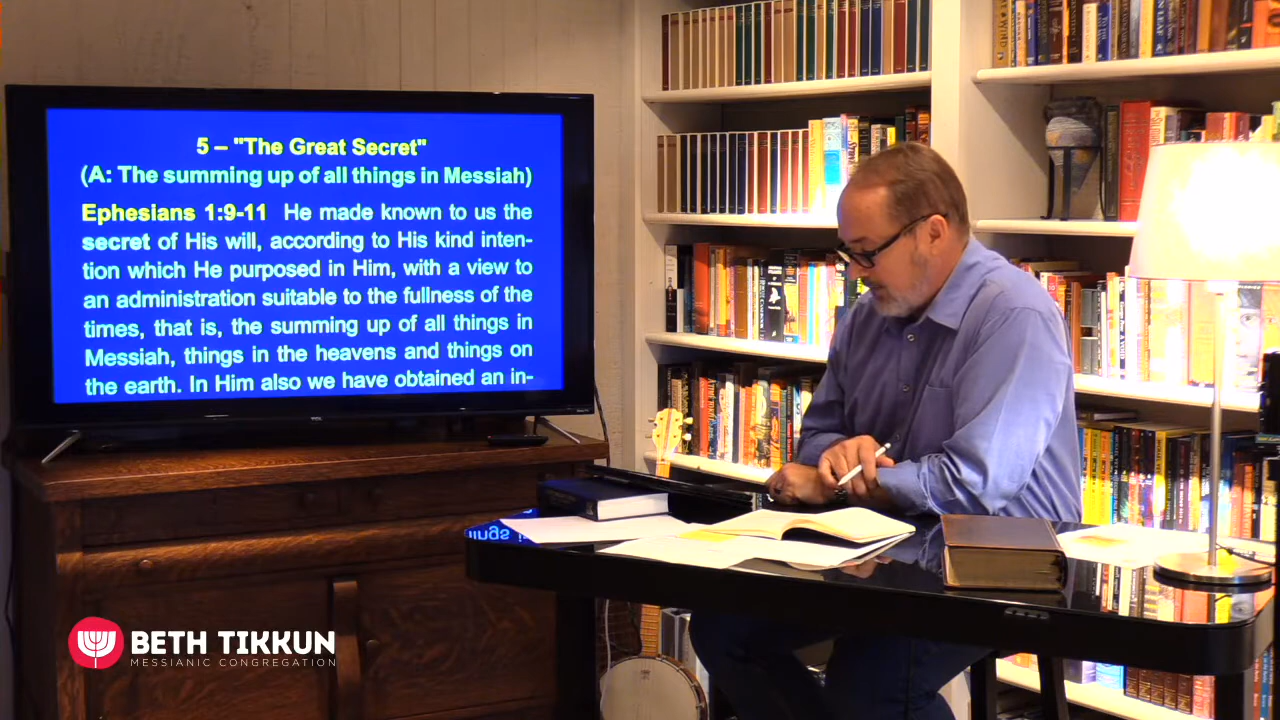 5 – "The Great Secret"
(A: The summing up of all things in Messiah)
Ephesians 1:9-11 He made known to us the
secret of His will, according to His kind inten-
tion which He purposed in Him, with a view to
an administration suitable to the fullness of the
times, that is, the summing up of all things in
Messiah, things in the heavens and things on
the earth. In Him also we have obtained an in-
TCL
BETH TIKKUN
MESSIANIC CONGREGATION